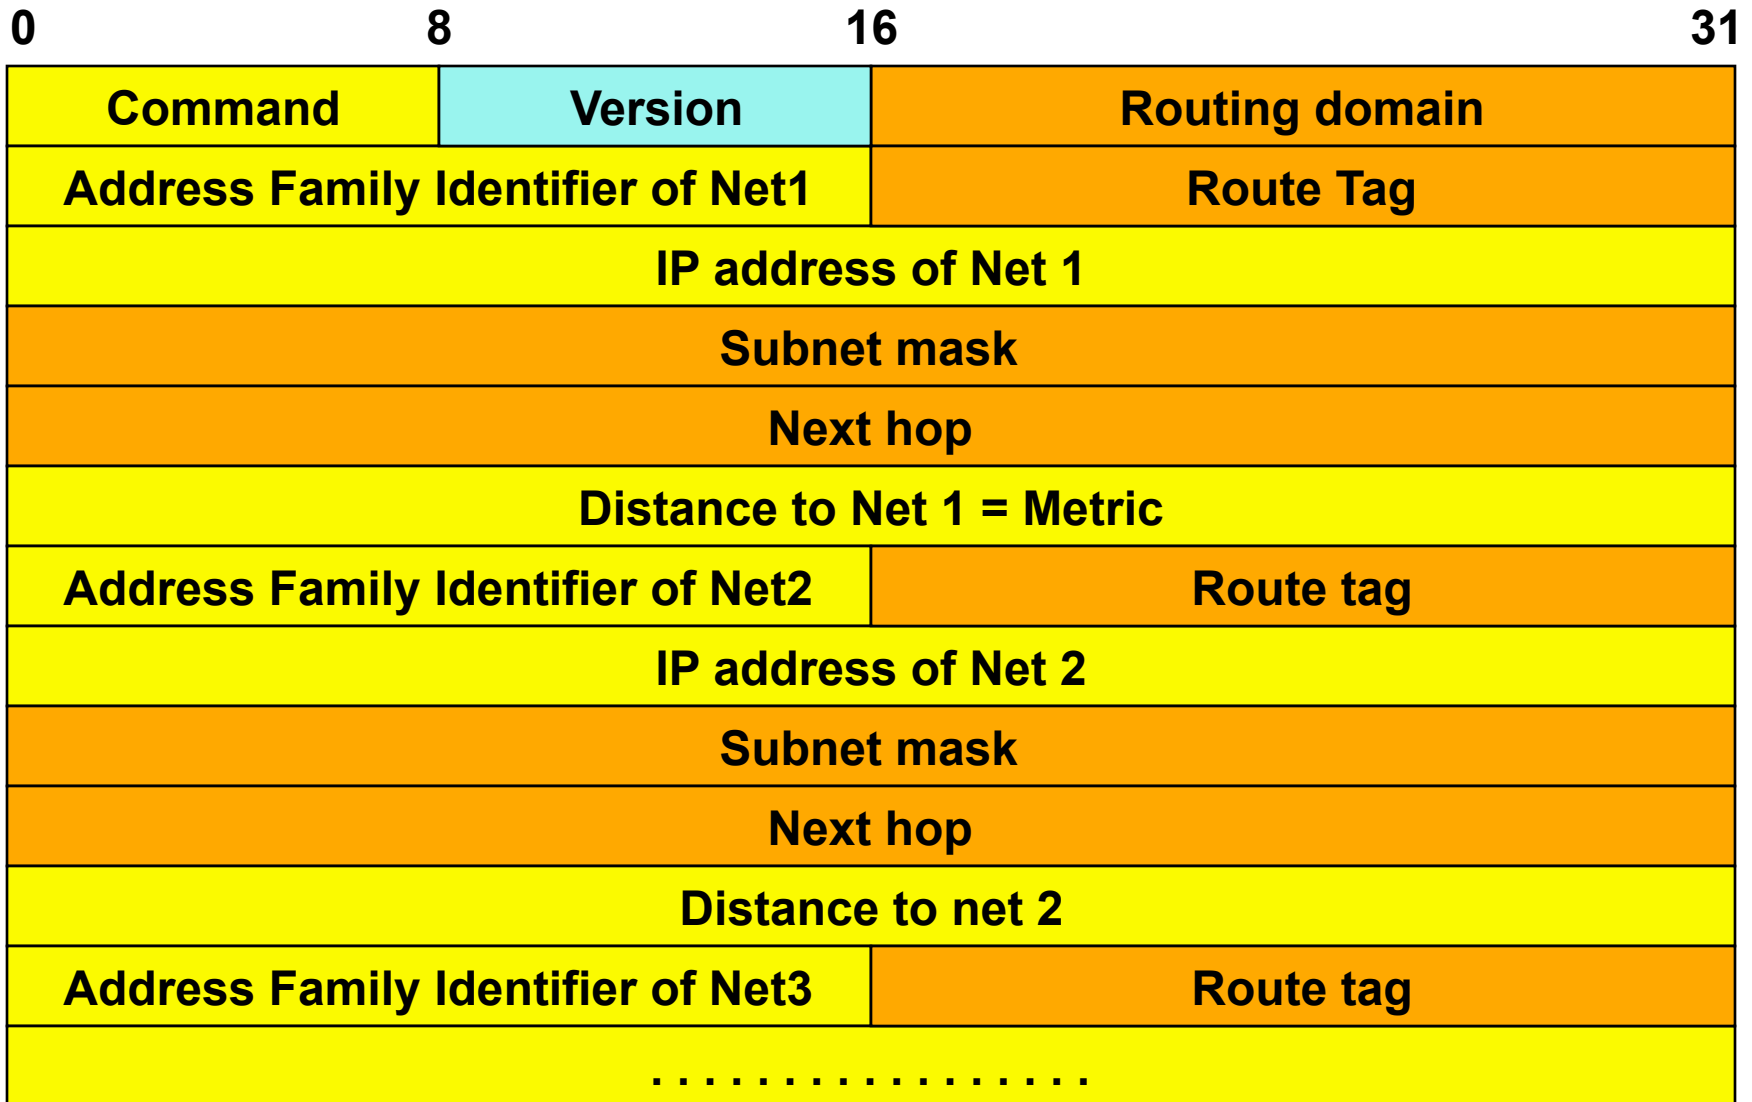 0 8 16 31
Command Version Routing domain
Address Family Identifier of Net1 Route Tag
IP address of Net 1
Subnet mask
Next hop
Distance to Net 1 = Metric
Address Family Identifier of Net2 Route tag
IP address of Net 2
Subnet mask
Next hop
Distance to net 2
Address Family Identifier of Net3 Route tag
. . . . . . . . . . . . . . . . .